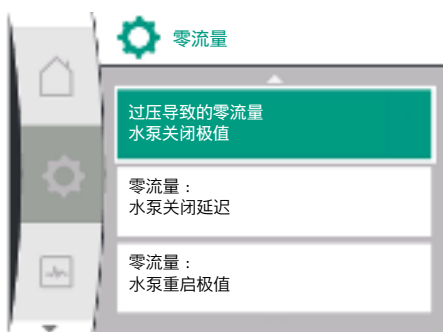 零流量
过压导致的零流量
水泵关闭极值
零流量：
水泵关闭延迟
零流量：
水泵重启极值